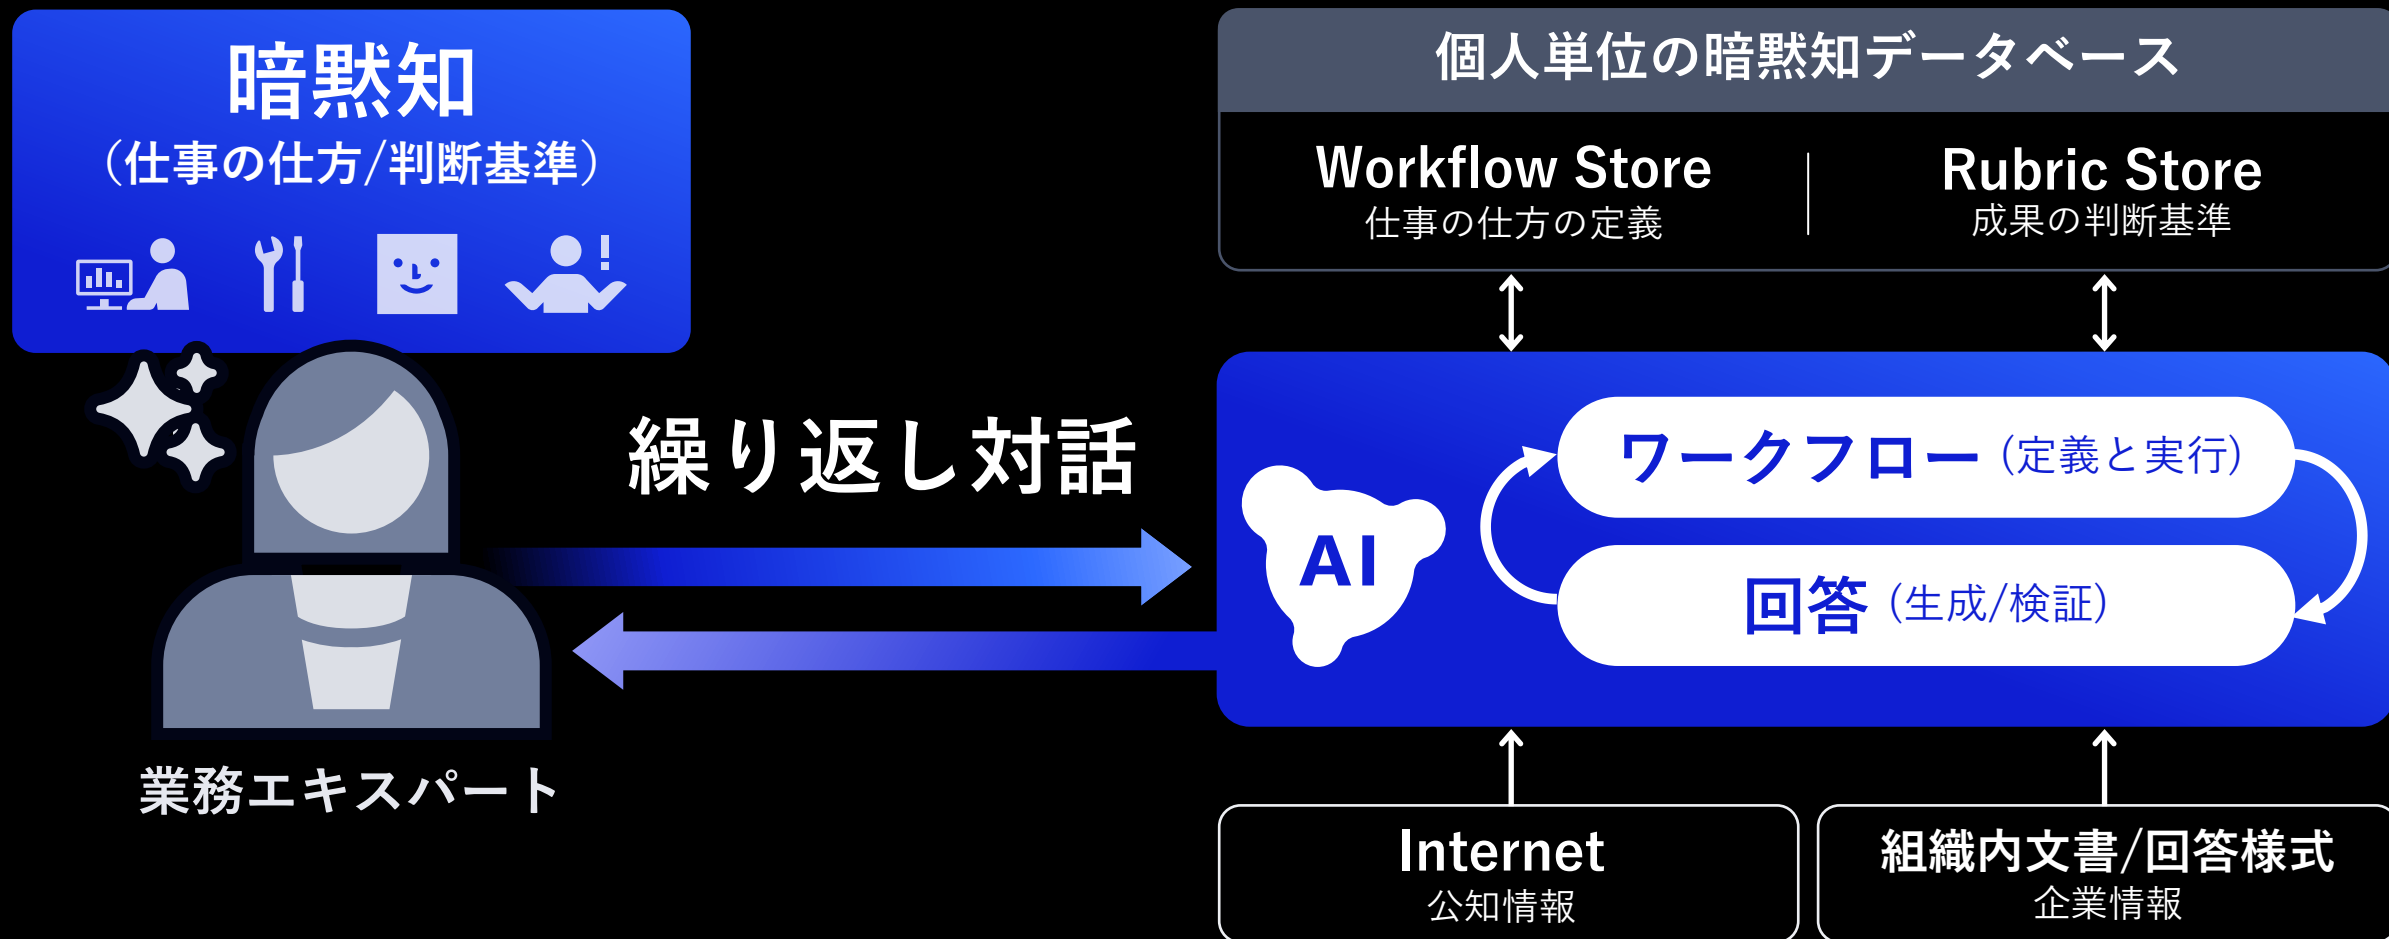 暗黙知
（仕事の仕方/判断基準）
業務エキスパート
繰り返し対話
個人単位の暗黙知データベース
Workflow Store
仕事の仕方の定義
Rubric Store
成果の判断基準
AI
ワークフロー（定義と実行）
回答（生成/検証）
Internet
公知情報
組織内文書/回答様式
企業情報